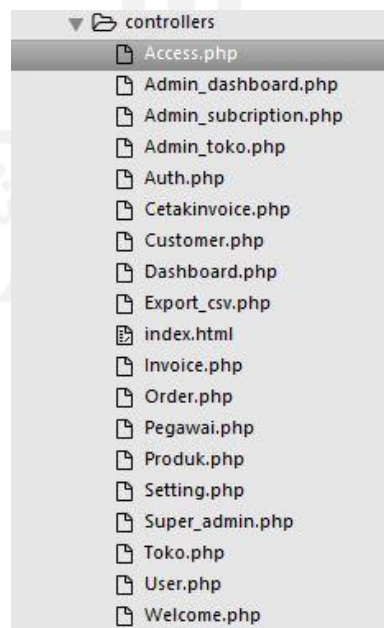 controllers
Access.php
Admin_dashboard.php
Admin_subcription.php
Admin_toko.php
Auth.php
Cetakinvoice.php
Customer.php
Dashboard.php
Export_csv.php
index.html
Invoice.php
Order.php
Pegawai.php
Produk.php
Setting.php
Super_admin.php
Toko.php
User.php
Welcome.php